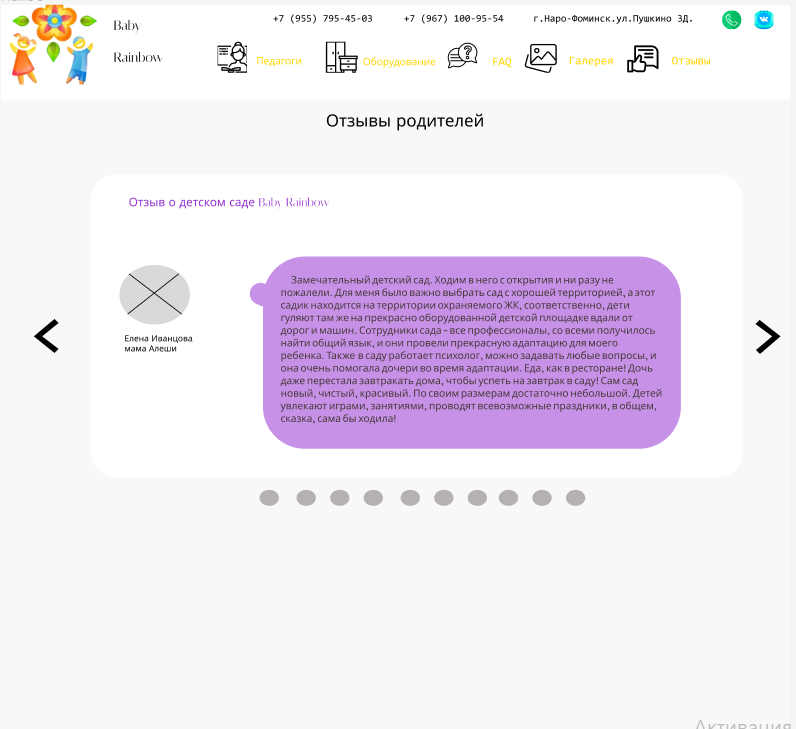 Baby
Rainbow
+7 (955) 795-45-03
+7 (967) 100-95-54
г.Наро-Фоминск.ул.Пушкино 3Д.
Педагоги
Оборудование
FAQ
Галерея
Отзывы
Отзывы родителей
Отзыв о детском саде Baby Rainbow
Замечательный детский сад. Ходим в него с открытия и ни разу не
пожалели. Для меня было важно выбрать сад с хорошей территорией, а этот
садик находится на территории охраняемого ЖК, соответственно, дети
гуляют там же на прекрасно оборудованной детской площадке вдали от
дорог и машин. Сотрудники сада – все профессионалы, со всеми получилось
найти общий язык, и они провели прекрасную адаптацию для моего
ребенка. Также в саду работает психолог, можно задавать любые вопросы, и
она очень помогала дочери во время адаптации. Еда, как в ресторане! Дочь
даже перестала завтракать дома, чтобы успеть на завтрак в саду! Сам сад
новый, чистый, красивый. По своим размерам достаточно небольшой. Детей
увлекают играми, занятиями, проводят всевозможные праздники, в общем,
сказка, сама бы ходила!
Елена Иванцова
мама Алеши
Активация